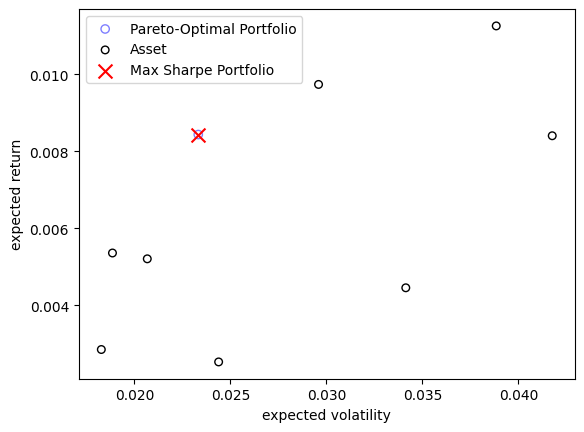 Pareto-Optimal Portfolio
Asset
Max Sharpe Portfolio
0.010
0.008
0.006
0.004
expected return
0.020 0.025 0.030 0.035 0.040
expected volatility